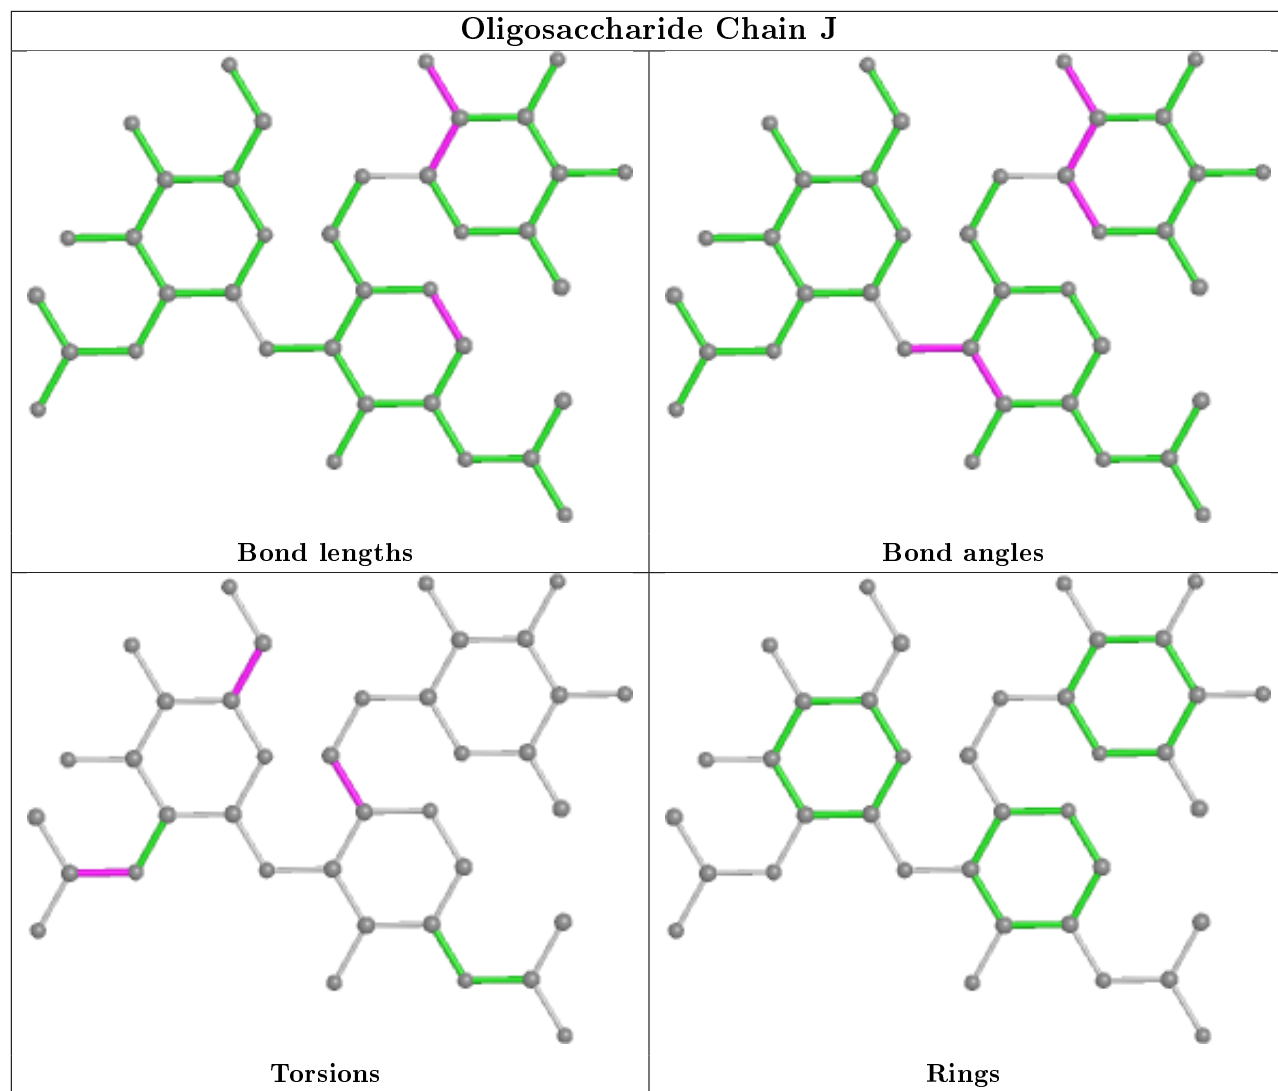 Oligosaccharide Chain J
Bond lengths
Bond angles
Torsions
Rings